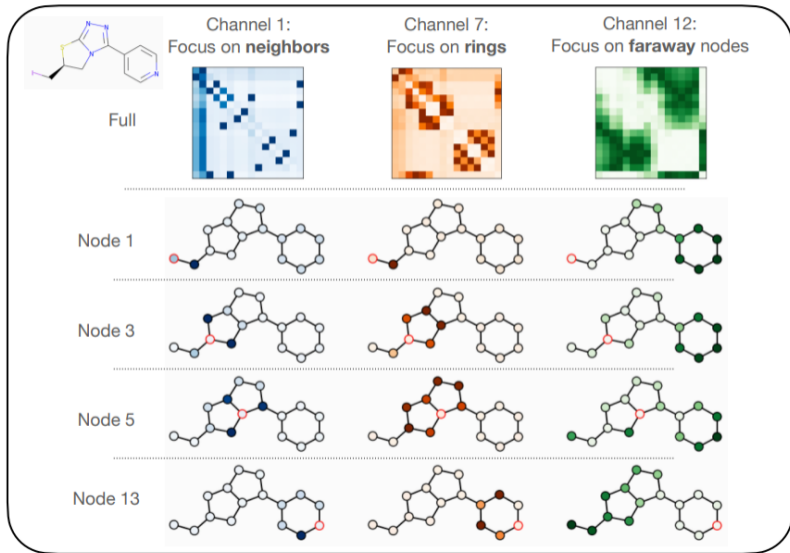 Channel 1:
Focus on neighbors
Channel 7:
Focus on rings
Channel 12:
Focus on faraway nodes
N N
S
N
I
N
Full
Node 1
Node 3
Node 5
Node 13